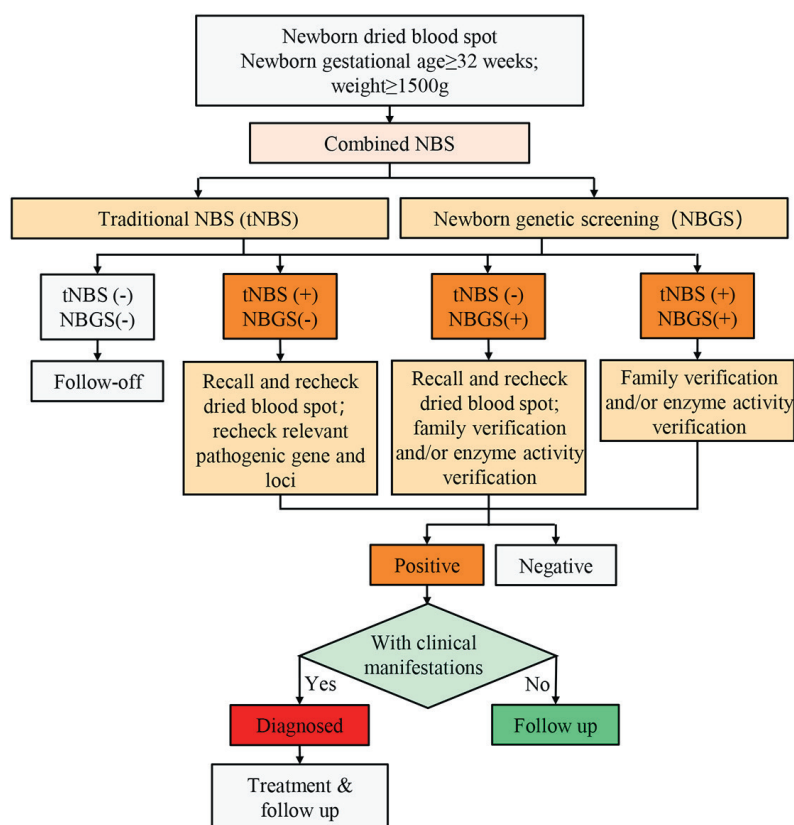 Newborn dried blood spot
Newborn gestational age≥32 weeks;
weight≥1500g
Combined NBS
Traditional NBS (tNBS)
Newborn genetic screening（NBGS）
tNBS (-)
NBGS(-)
tNBS (+)
NBGS(-)
tNBS (-)
NBGS(+)
tNBS (+)
NBGS(+)
Follow-off
Recall and recheck
dried blood spot；
recheck relevant
pathogenic gene and
loci
Recall and recheck
dried blood spot;
family verification
and/or enzyme activity
verification
Family verification
and/or enzyme activity
verification
Positive
Negative
With clinical
manifestations
Yes
No
Diagnosed
Follow up
Treatment &
follow up